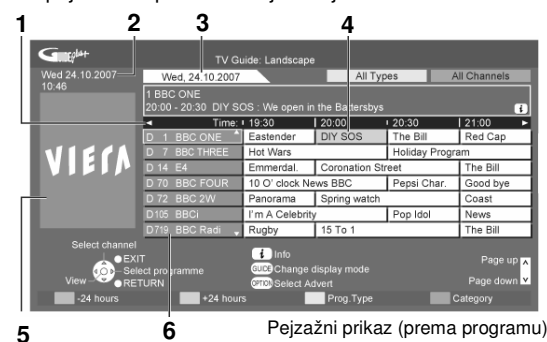 1 2 3 4
GUIDE Plus+
TV Guide: Landscape
Wed 24.10.2007
10:46
Wed, 24.10.2007 All Types All Channels
1 BBC ONE
20:00 - 20:30 DIY SOS : We open in the Battersbys i
Time: 19:30 20:00 20:30 21:00
D 1 BBC ONE Eastender DIY SOS The Bill Red Cap
D 7 BBC THREE Hot Wars Holiday Program
D 14 E4 Emmerdal. Coronation Street The Bill
D 70 BBC FOUR 10 O' clock News BBC Pepsi Char. Good bye
D 72 BBC 2W Panorama Spring watch Coast
D105 BBCi I'm A Celebrity Pop Idol News
D719 BBC Radi Rugby 15 To 1 The Bill
VIERA
Select channel
EXIT
Select programme
View
RETURN
i Info
GUIDE Change display mode
OPTION Select Advert
Page up
Page down
-24 hours +24 hours Prog.Type Category
5 6
Pejzažni prikaz (prema programu)